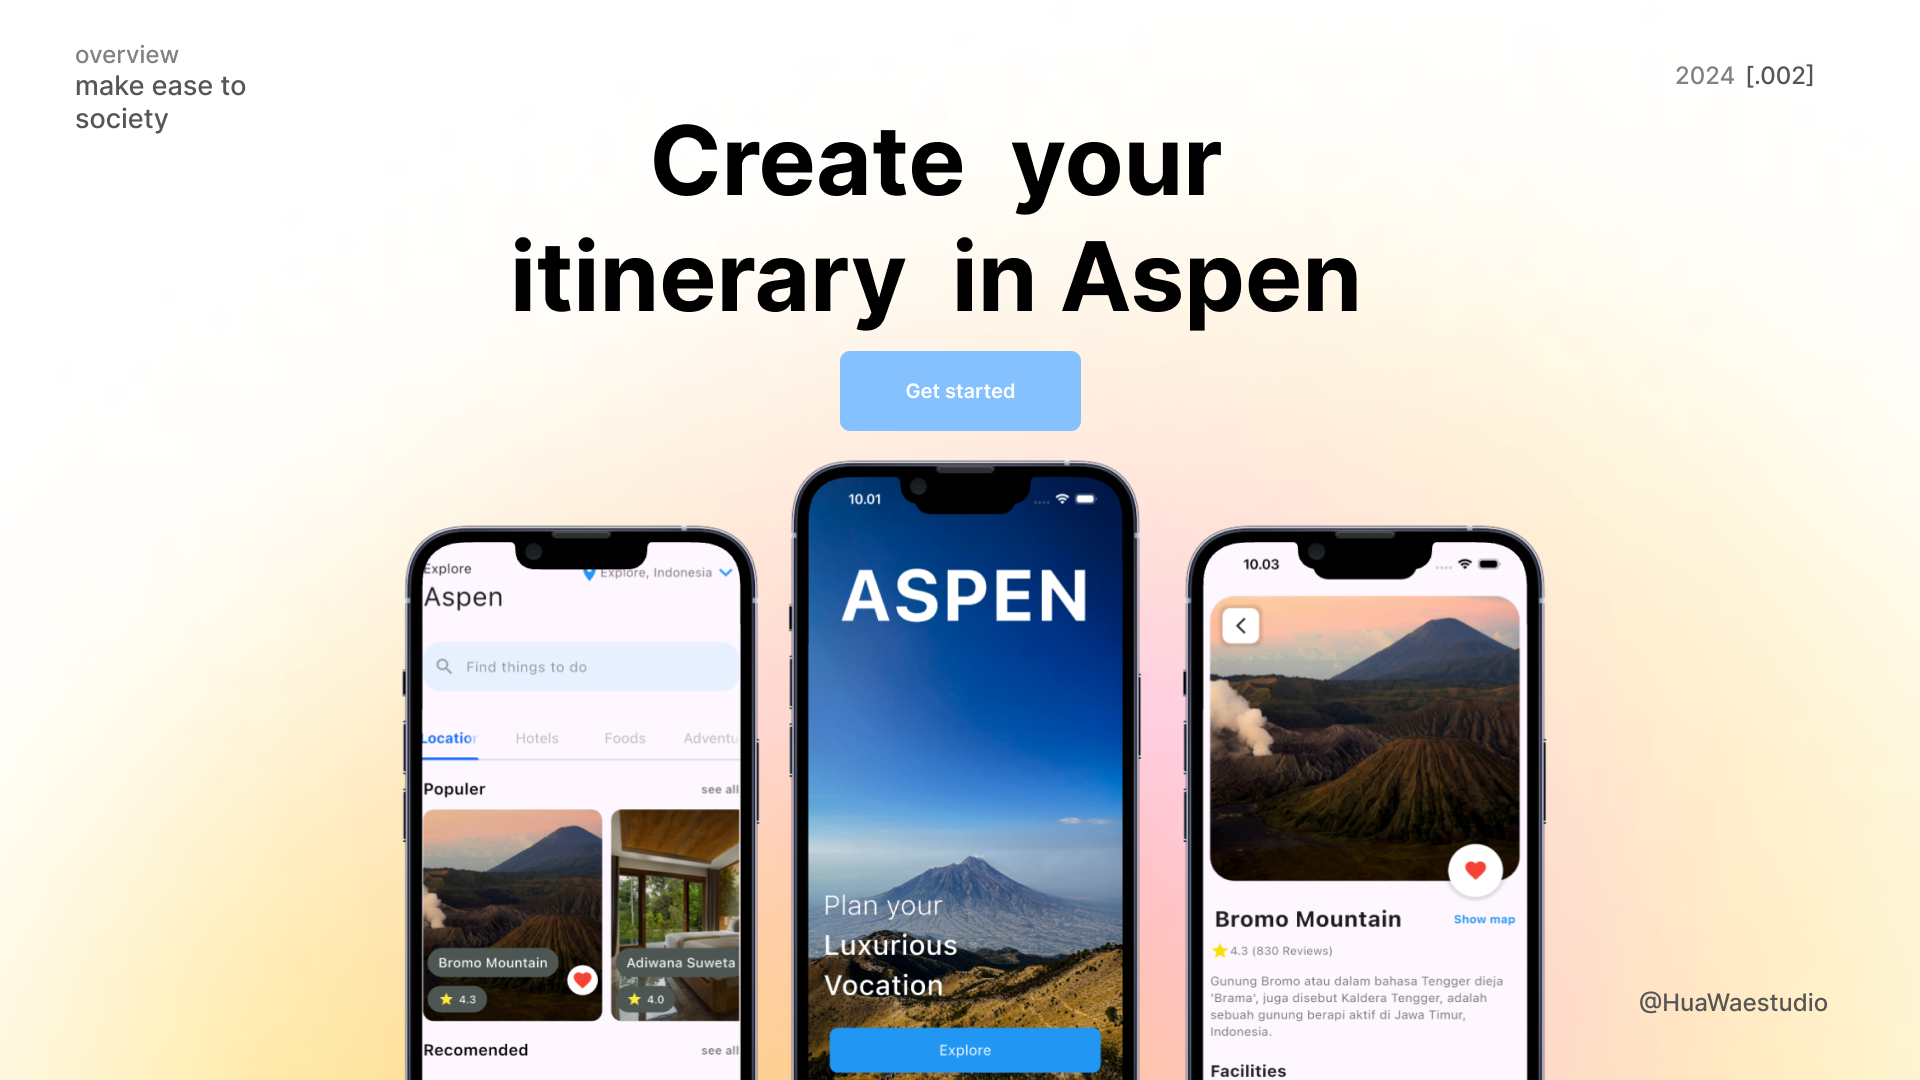 overview
make ease to
society
2024 [.002]
Create your
itinerary in Aspen
Get started
Explore
Explore, Indonesia
Aspen
Find things to do
Location Hotels Foods Adventu
Populer see all
Bromo Mountain
4.3
Adiwana Suweta
4.0
Recomended see all
10.01
ASPEN
Plan your
Luxurious
Vocation
Explore
10.03
Bromo Mountain Show map
4.3 (830 Reviews)
Gunung Bromo atau dalam bahasa Tengger dieja
'Brama', juga disebut Kaldera Tengger, adalah
sebuah gunung berapi aktif di Jawa Timur,
Indonesia.
Facilities
@HuaWaestudio